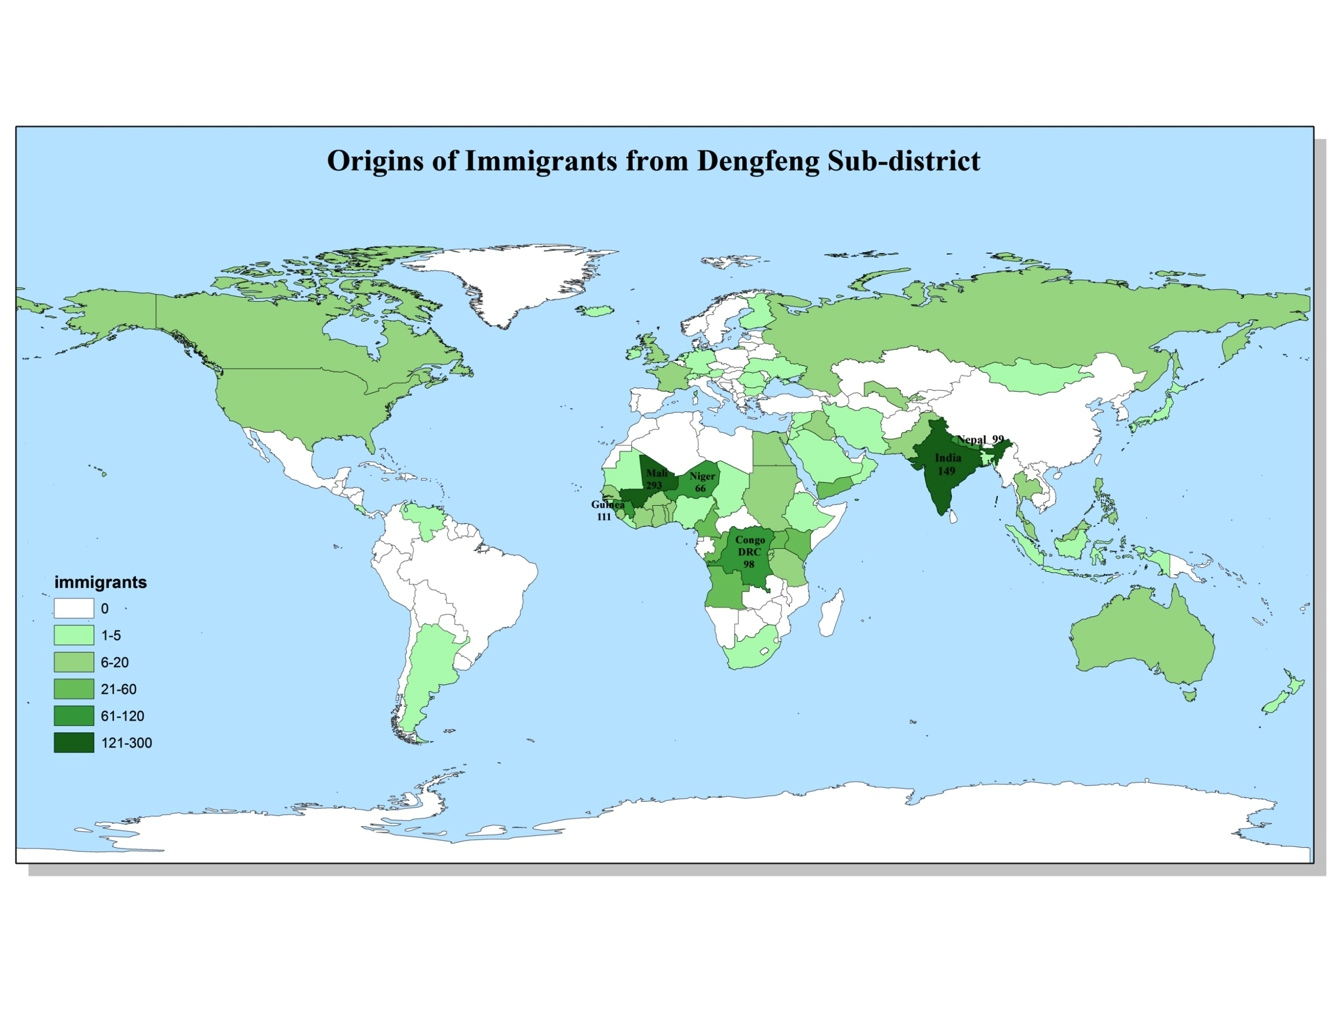 Origins of Immigrants from Dengfeng Sub-district
Nepal 99
India
149
Mali
293
Niger
66
Guinea
111
Congo
DRC
98
immigrants
0
1-5
6-20
21-60
61-120
121-300